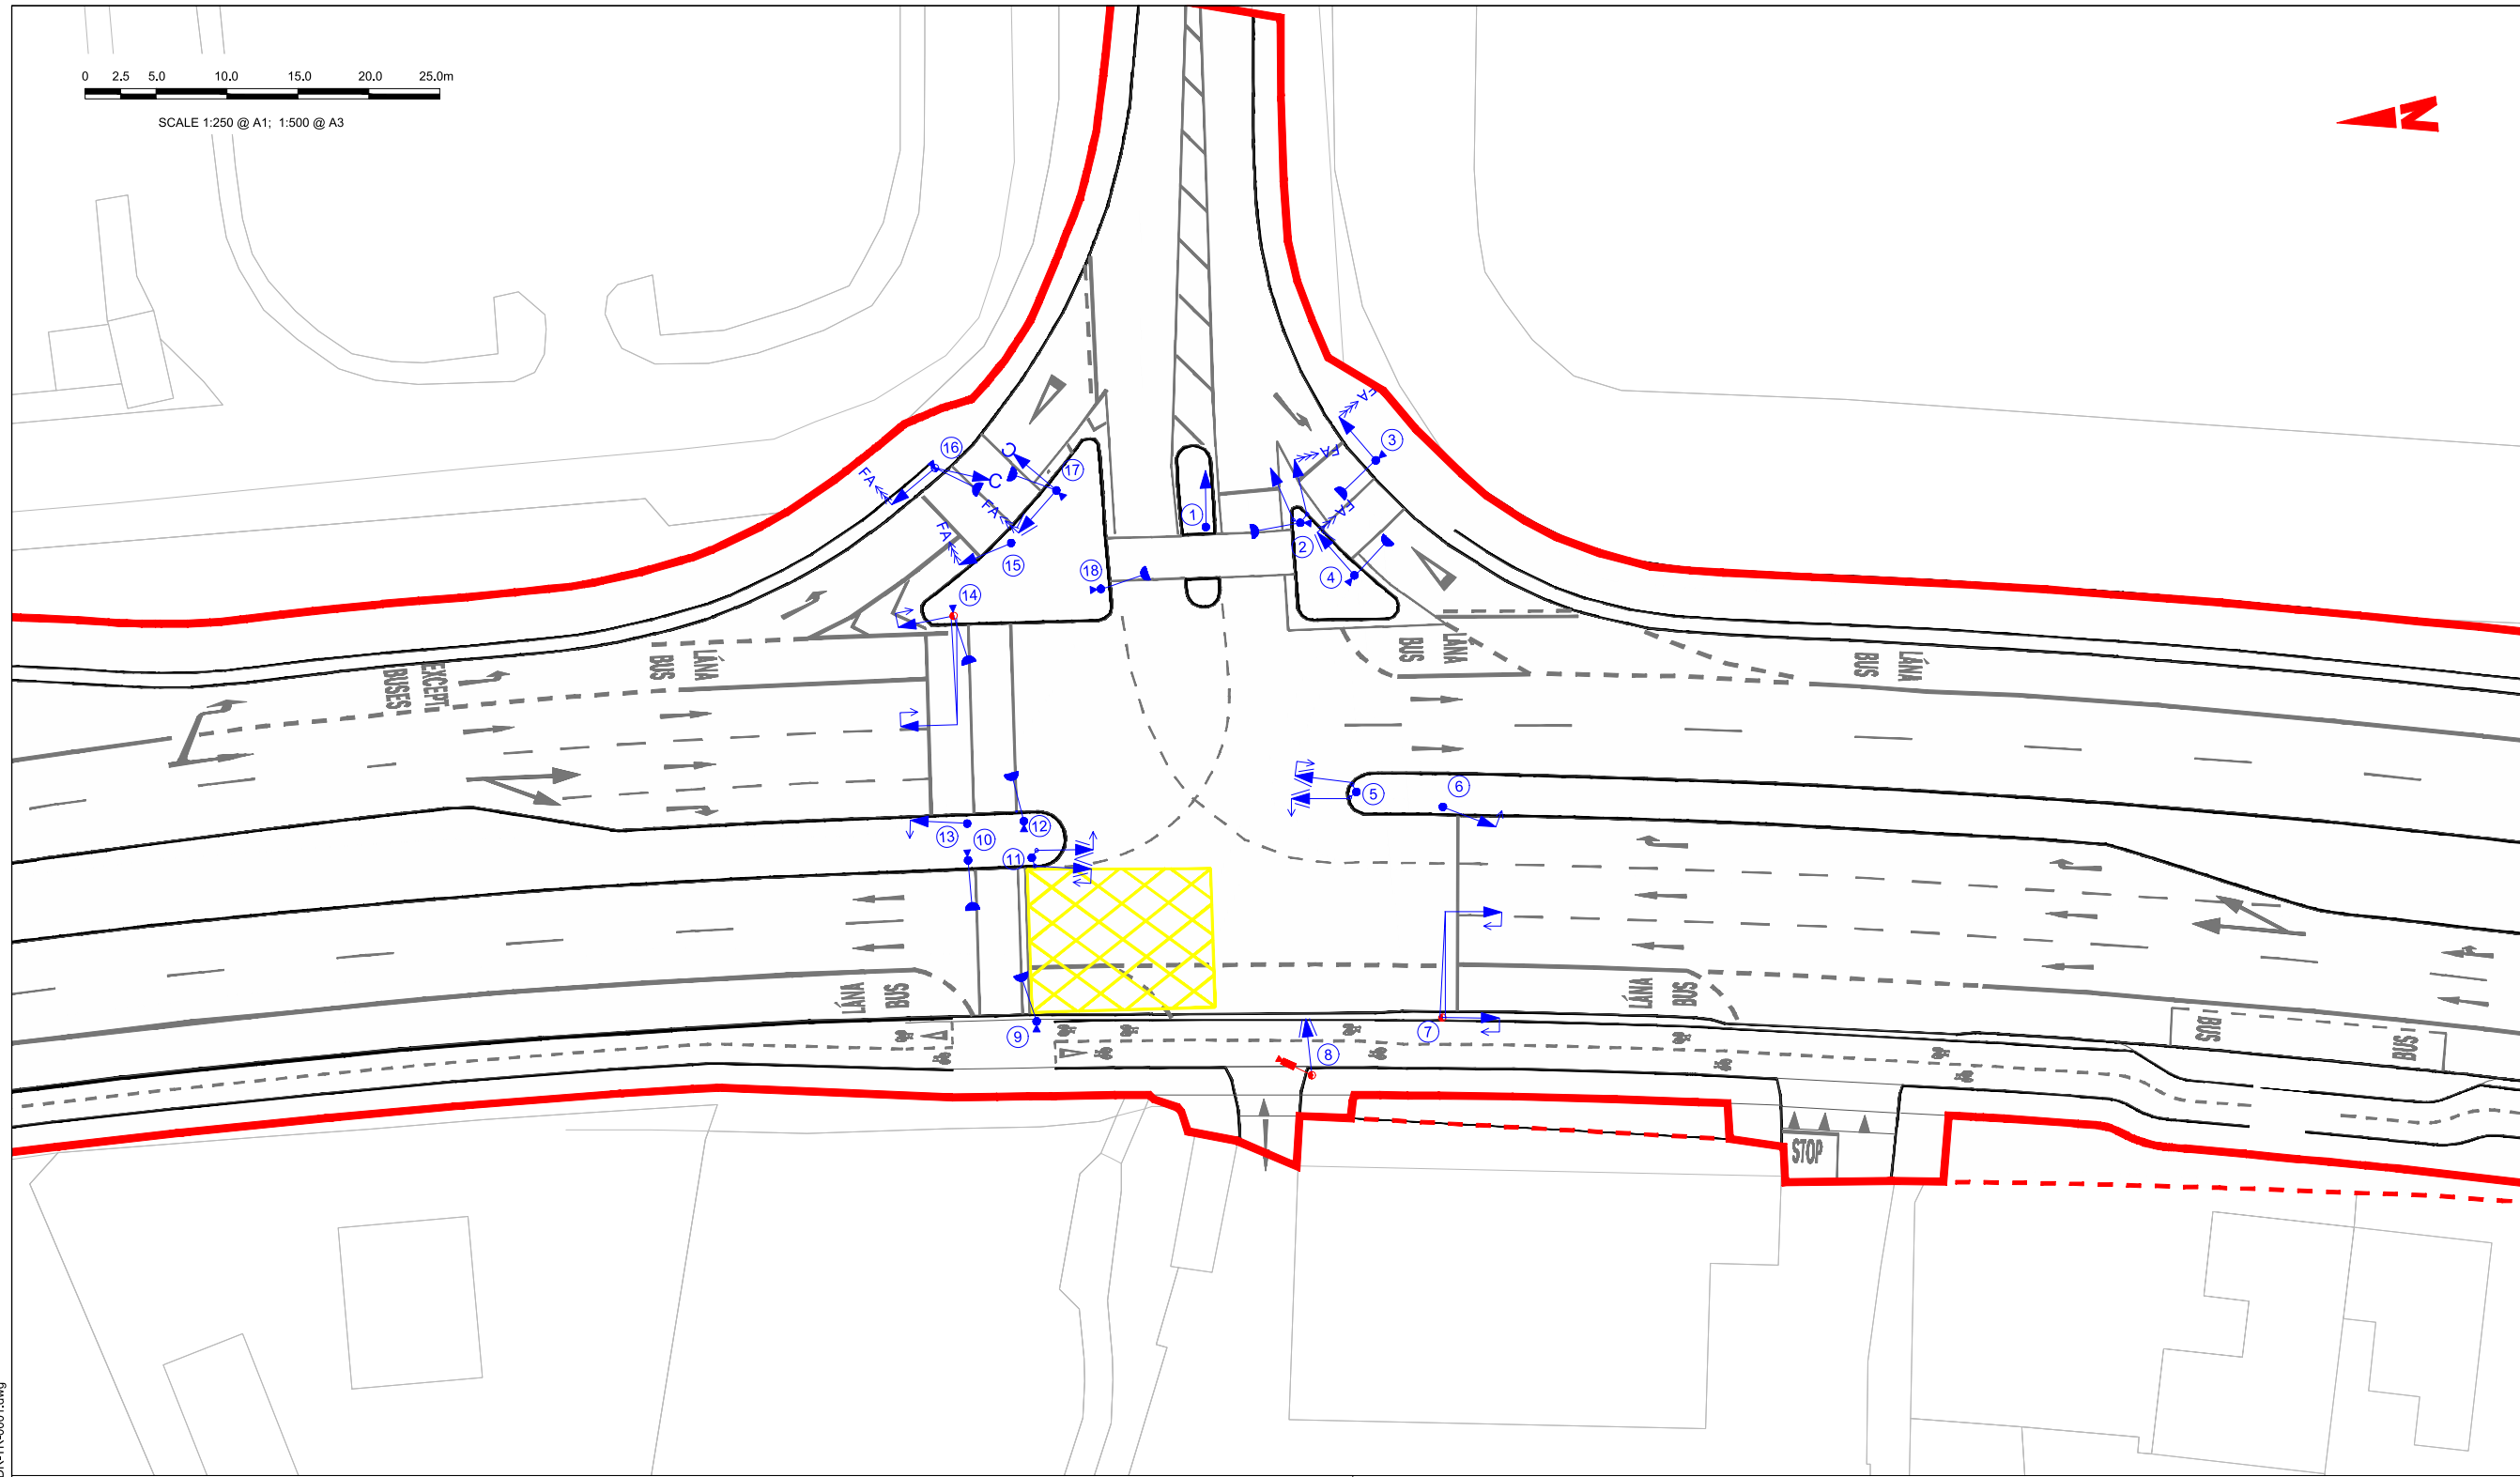 0 2.5 5.0 10.0 15.0 20.0 25.0m
SCALE 1:250 @ A1; 1:500 @ A3
N
FA
3
16
C
C
17
FA
FA
FA
1
2
FA
FA
15
4
18
14
LÁNA
BUS
EXCEPT
BUSES
LÁNA
BUS
LÁNA
BUS
5
6
13
10
12
11
LÁNA
BUS
LÁNA
BUS
9
7
8
BUS
BUS
STOP